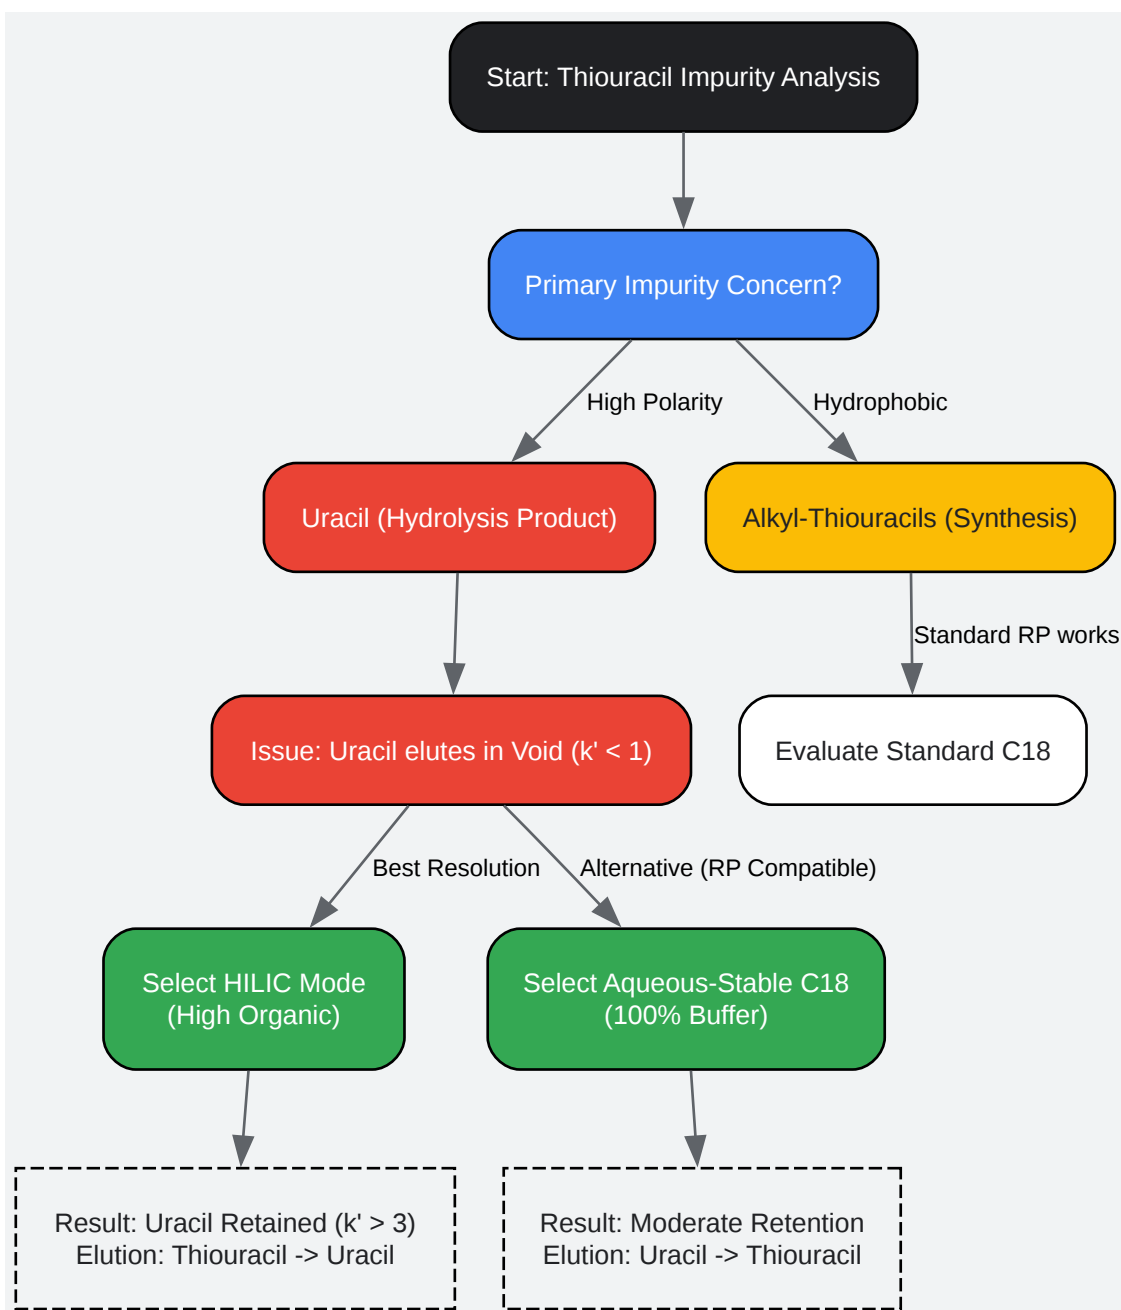 Start: Thiouracil Impurity Analysis
Primary Impurity Concern?
High Polarity
Hydrophobic
Uracil (Hydrolysis Product)
Alkyl-Thiouracils (Synthesis)
Standard RP works
Issue: Uracil elutes in Void (k' < 1)
Evaluate Standard C18
Best Resolution
Alternative (RP Compatible)
Select HILIC Mode
(High Organic)
Select Aqueous-Stable C18
(100% Buffer)
Result: Uracil Retained (k' > 3)
Elution: Thiouracil -> Uracil
Result: Moderate Retention
Elution: Uracil -> Thiouracil